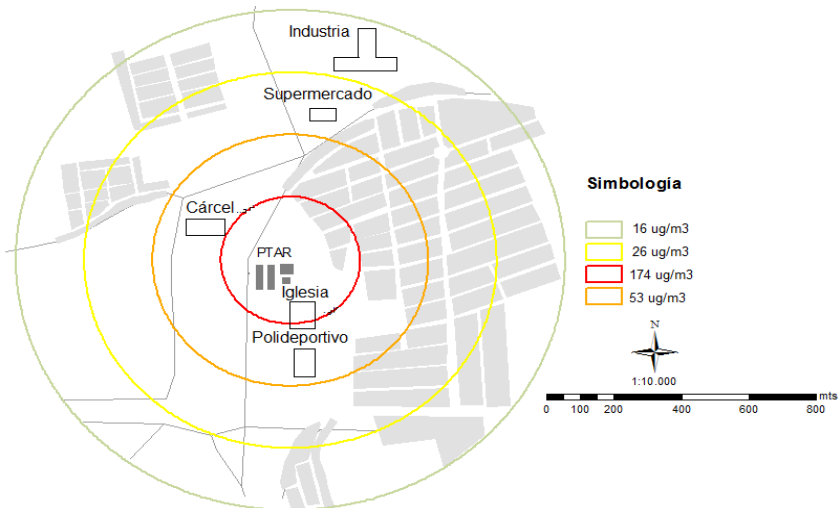 Industria
Supermercado
Cárcel
PTAR
Iglesia
Polideportivo
Simbología
16 ug/m3
26 ug/m3
174 ug/m3
53 ug/m3
N
1:10.000
mts
0 100 200 400 600 800